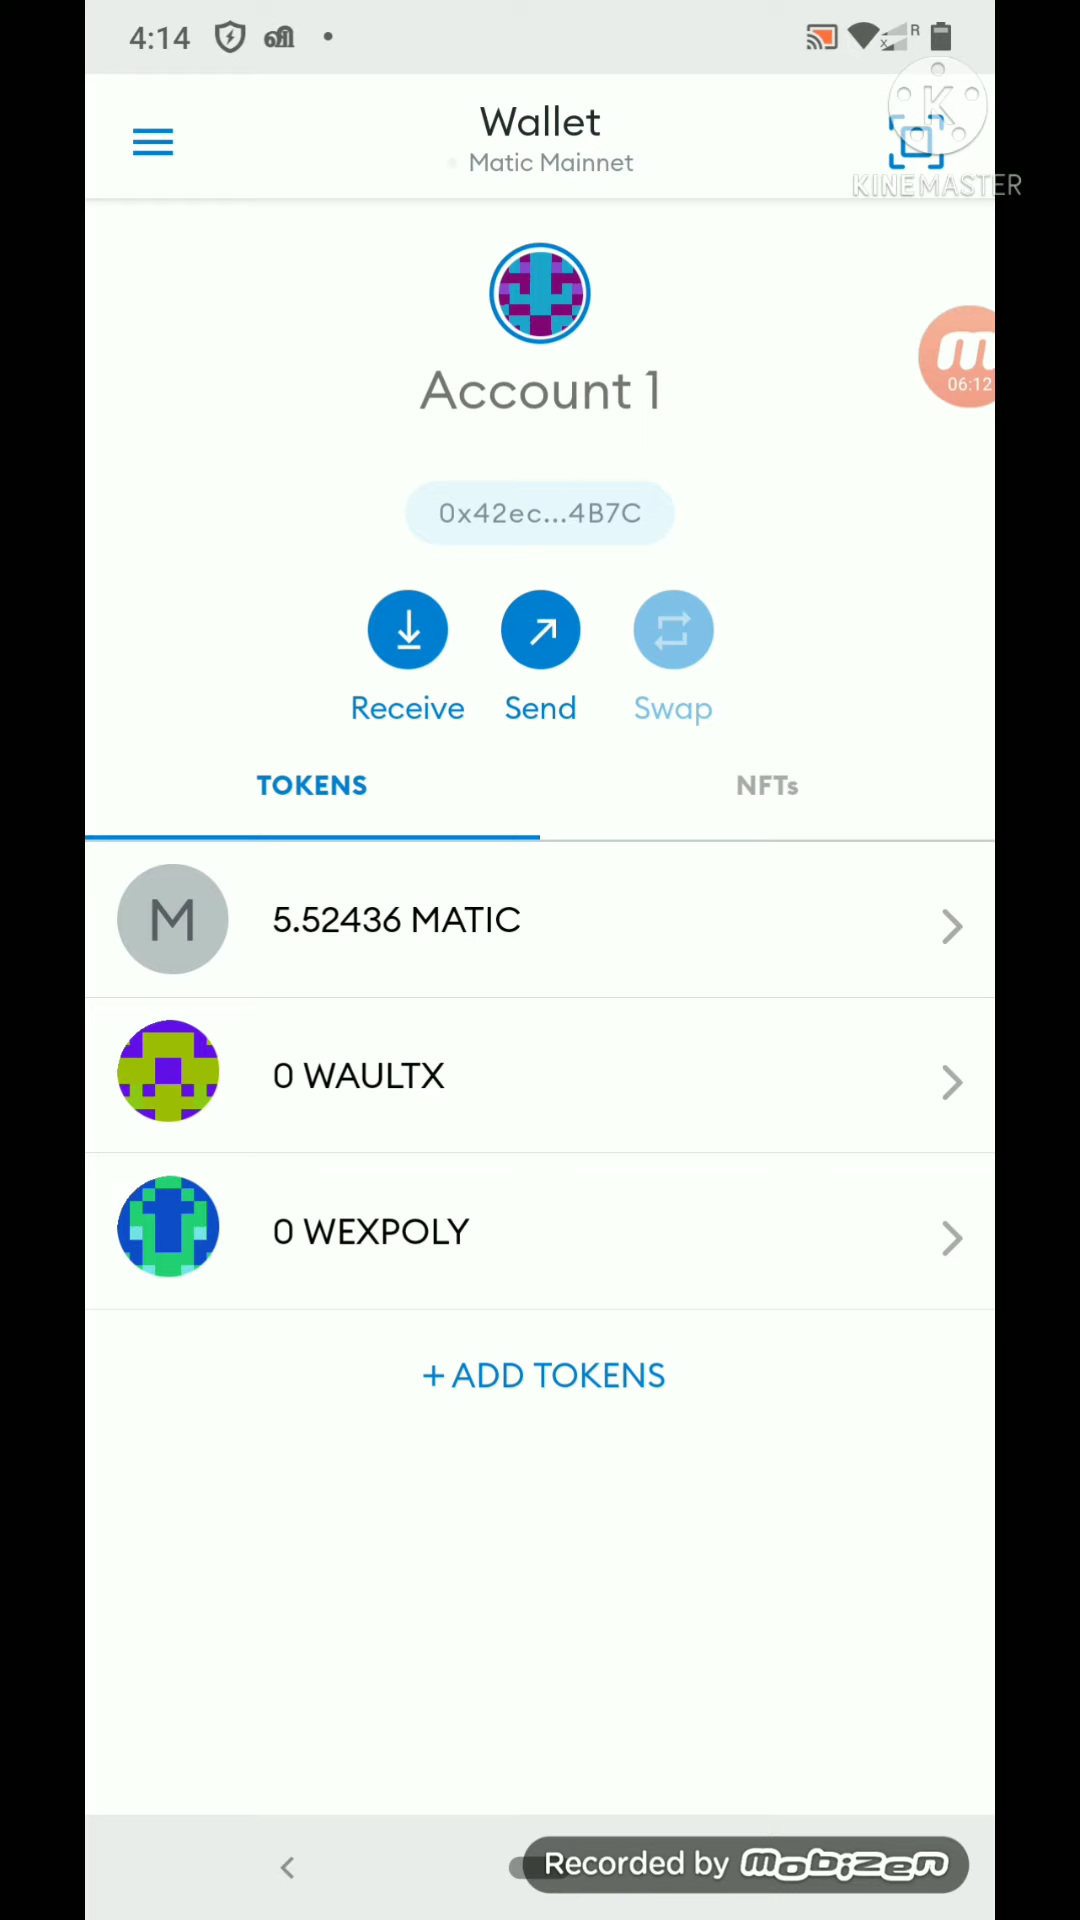 4:14 வி
R
Wallet
Matic Mainnet
K
KINEMASTER
m
06:12
Account 1
0x42ec...4B7C
Receive Send Swap
TOKENS NFTs
M 5.52436 MATIC
0 WAULTX
0 WEXPOLY
+ ADD TOKENS
Recorded by mobizen